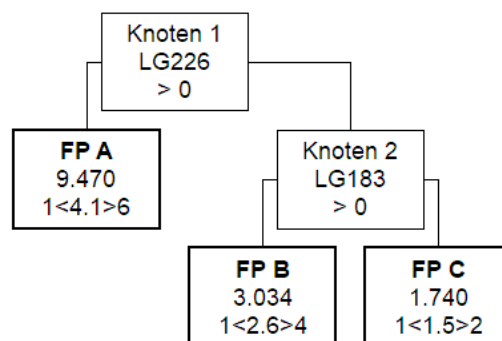 Knoten 1
LG226
> 0
FP A
9.470
1<4.1>6
Knoten 2
LG183
> 0
FP B
3.034
1<2.6>4
FP C
1.740
1<1.5>2